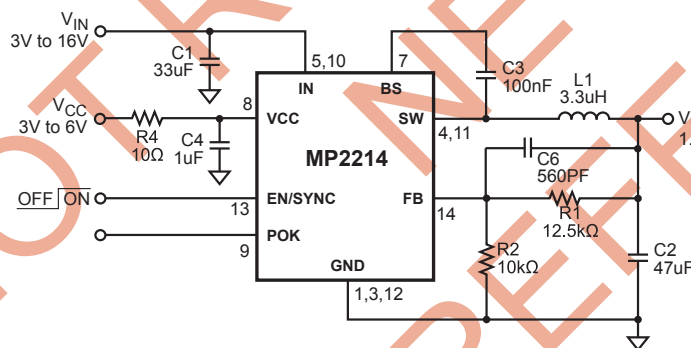 VIN
3V to 16V
C1
33uF
5,10
IN
7
BS
C3
100nF
L1
3.3uH
VCC
3V to 6V
R4
10Ω
C4
1uF
8
VCC
SW
4,11
MP2214
C6
560PF
OFF ON
13
EN/SYNC
FB
14
R1
12.5kΩ
9
POK
R2
10kΩ
C2
47uF
GND
1,3,12